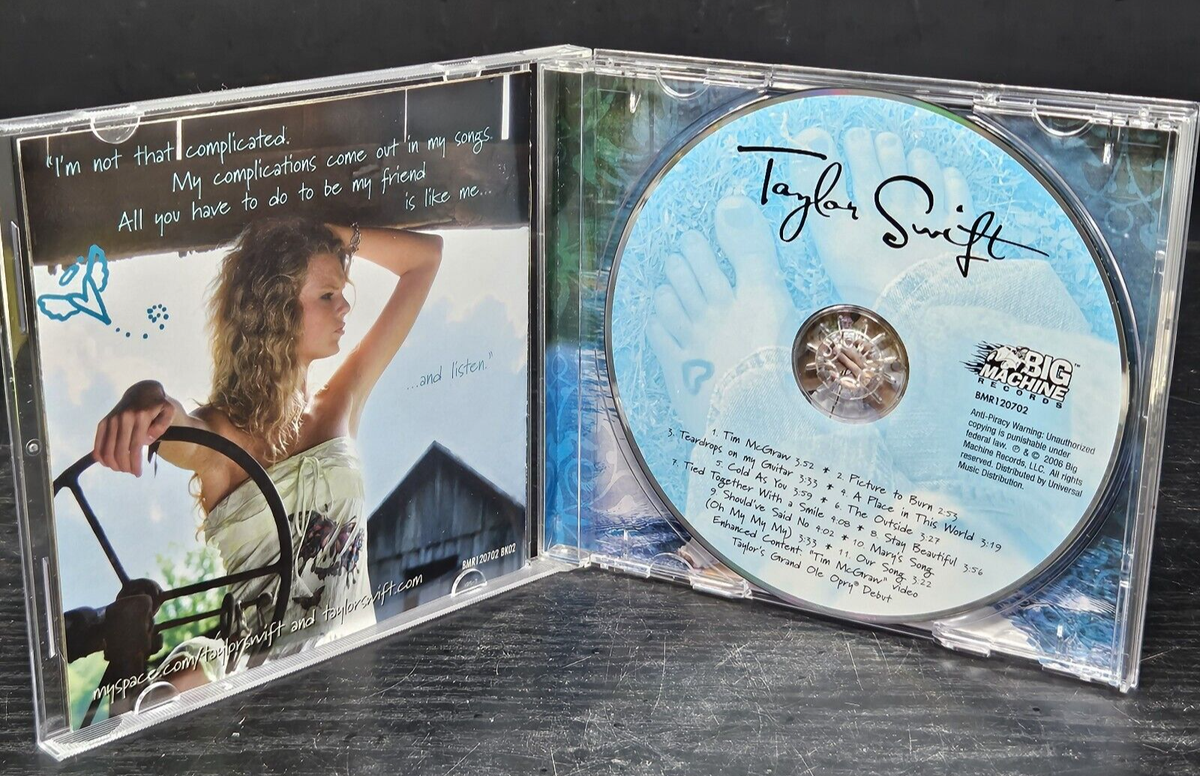 "I'm not that complicated.
My complications come out in my songs.
All you have to do to be my friend
is like me...
...and listen."
BMR120702 BK02
myspace.com/taylorswift and taylorswift.com
Taylor Swift
BIG
MACHINE
RECORDS
™
BMR120702
Anti-Piracy Warning: Unauthorized
copying is punishable under
federal law. ℗ & © 2006 Big
Machine Records, LLC. All rights
reserved. Distributed by Universal
Music Distribution.
1. Tim McGraw 3:52 * 2. Picture to Burn 2:53
3. Teardrops on my Guitar 3:33 * 4. A Place in This World 3:19
5. Cold As You 3:59 * 6. The Outside 3:27
7. Tied Together With a Smile 4:08 * 8. Stay Beautiful 3:56
9. Should've Said No 4:02 * 10. Mary's Song
(Oh My My My) 3:33 * 11. Our Song 3:22
Enhanced Content "Tim McGraw" Video
Taylor's Grand Ole Opry® Debut